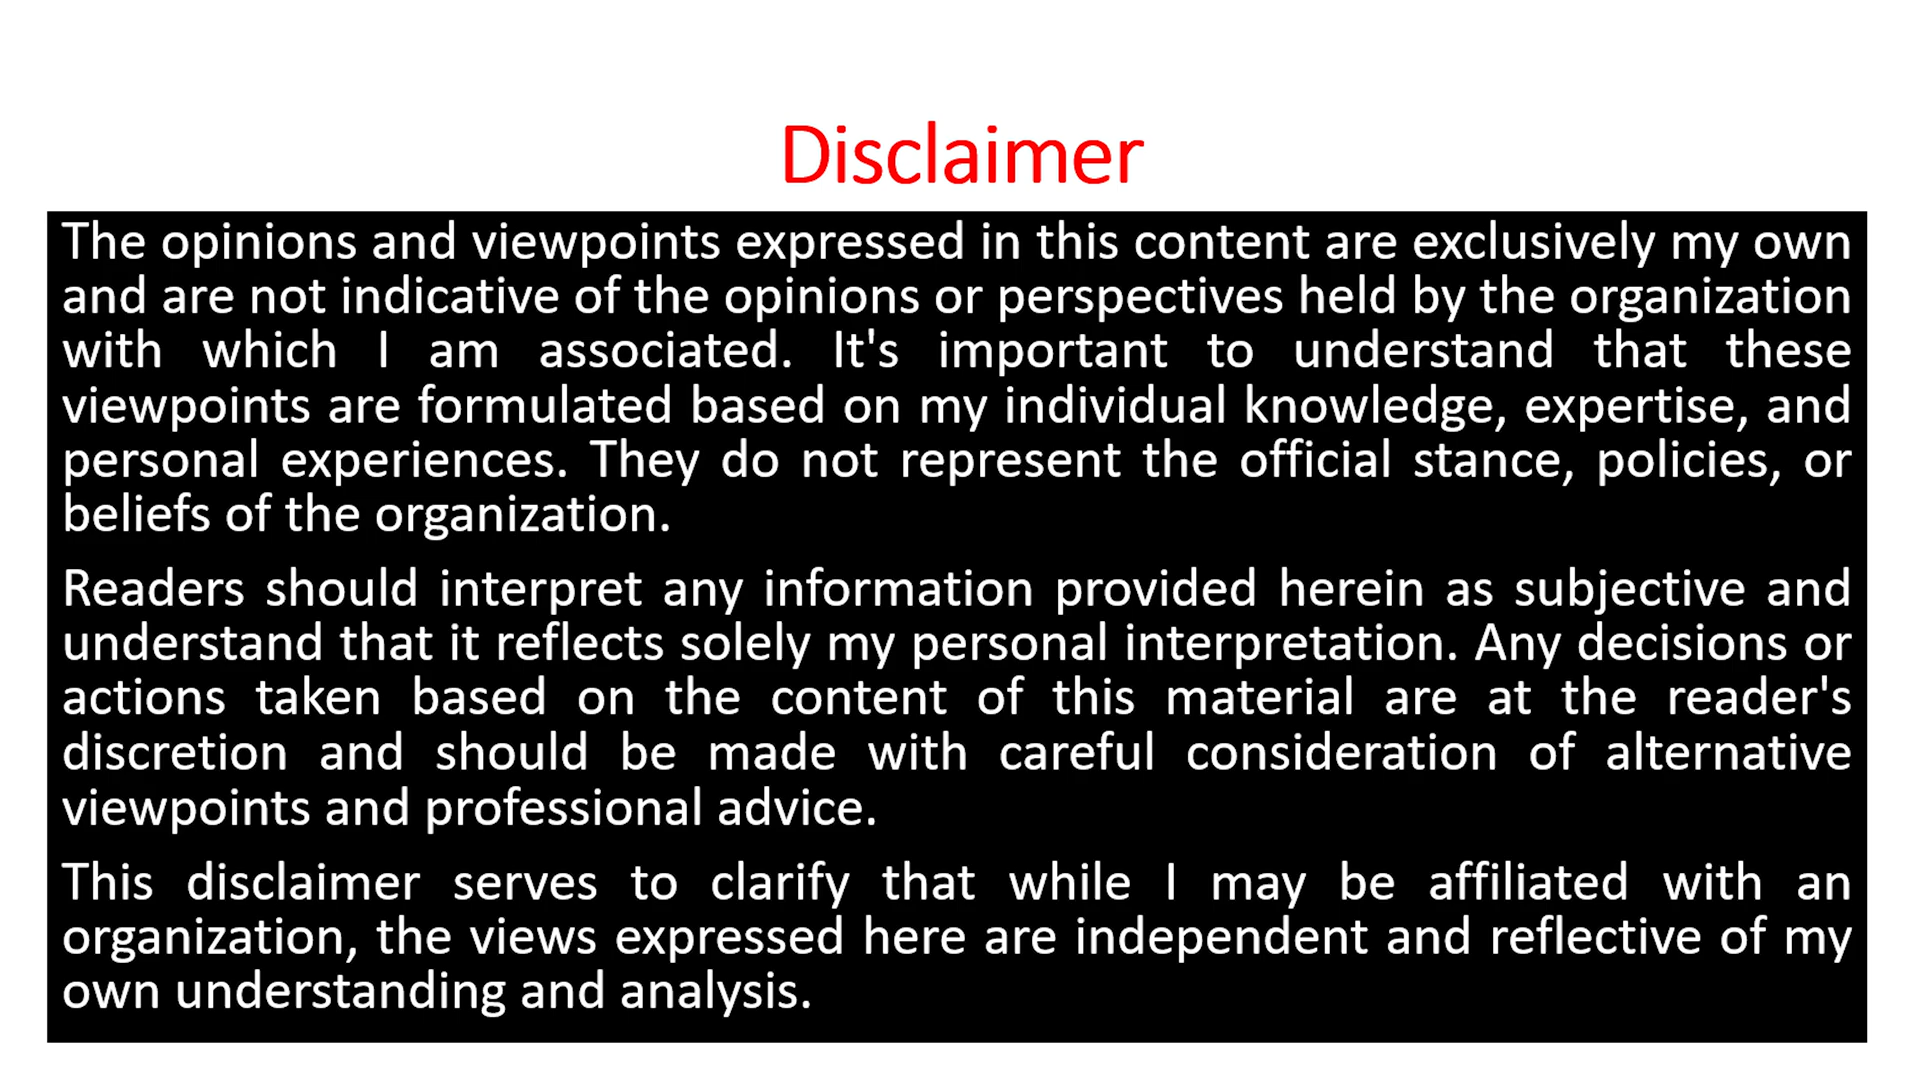 Disclaimer
The opinions and viewpoints expressed in this content are exclusively my own
and are not indicative of the opinions or perspectives held by the organization
with which I am associated. It's important to understand that these
viewpoints are formulated based on my individual knowledge, expertise, and
personal experiences. They do not represent the official stance, policies, or
beliefs of the organization.
Readers should interpret any information provided herein as subjective and
understand that it reflects solely my personal interpretation. Any decisions or
actions taken based on the content of this material are at the reader's
discretion and should be made with careful consideration of alternative
viewpoints and professional advice.
This disclaimer serves to clarify that while I may be affiliated with an
organization, the views expressed here are independent and reflective of my
own understanding and analysis.